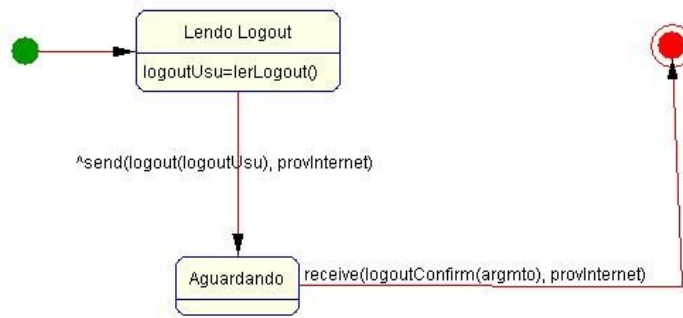 Lendo Logout
logoutUsu=lerLogout()
^send(logout(logoutUsu), provInternet)
Aguardando
receive(logoutConfirm(argmto), provInternet)